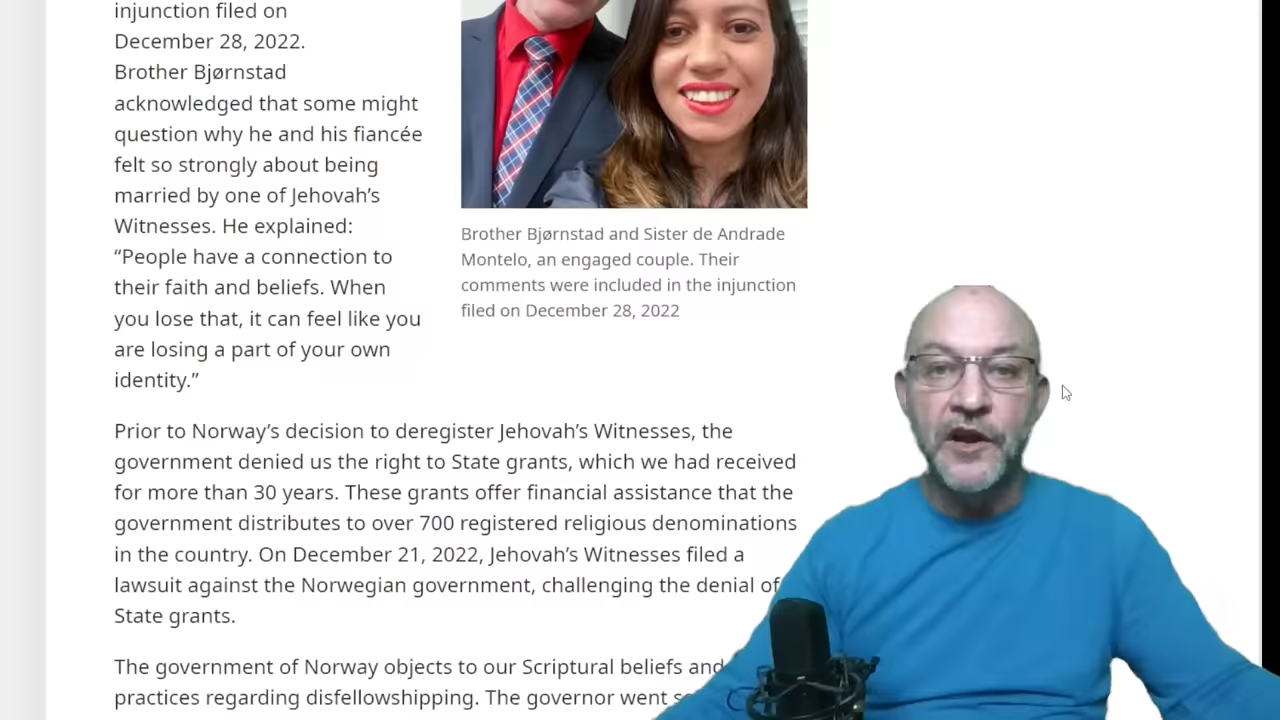 injunction filed on
December 28, 2022.
Brother Bjørnstad
acknowledged that some might
question why he and his fiancée
felt so strongly about being
married by one of Jehovah’s
Witnesses. He explained:
“People have a connection to
their faith and beliefs. When
you lose that, it can feel like you
are losing a part of your own
identity.”
Brother Bjørnstad and Sister de Andrade
Montelo, an engaged couple. Their
comments were included in the injunction
filed on December 28, 2022
Prior to Norway’s decision to deregister Jehovah’s Witnesses, the
government denied us the right to State grants, which we had received
for more than 30 years. These grants offer financial assistance that the
government distributes to over 700 registered religious denominations
in the country. On December 21, 2022, Jehovah’s Witnesses filed a
lawsuit against the Norwegian government, challenging the denial of
State grants.
The government of Norway objects to our Scriptural beliefs and
practices regarding disfellowshipping. The governor went